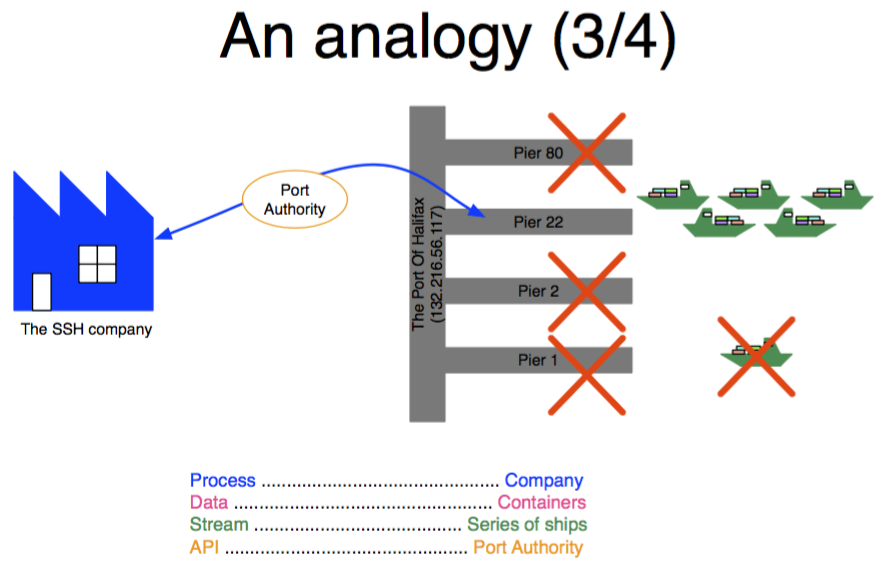 An analogy (3/4)
Pier 80
Port
Authority
The Port Of Halifax
(132.216.56.117)
Pier 22
Pier 2
Pier 1
The SSH company
Process ................................................ Company
Data .................................................... Containers
Stream .......................................... Series of ships
API ................................................. Port Authority